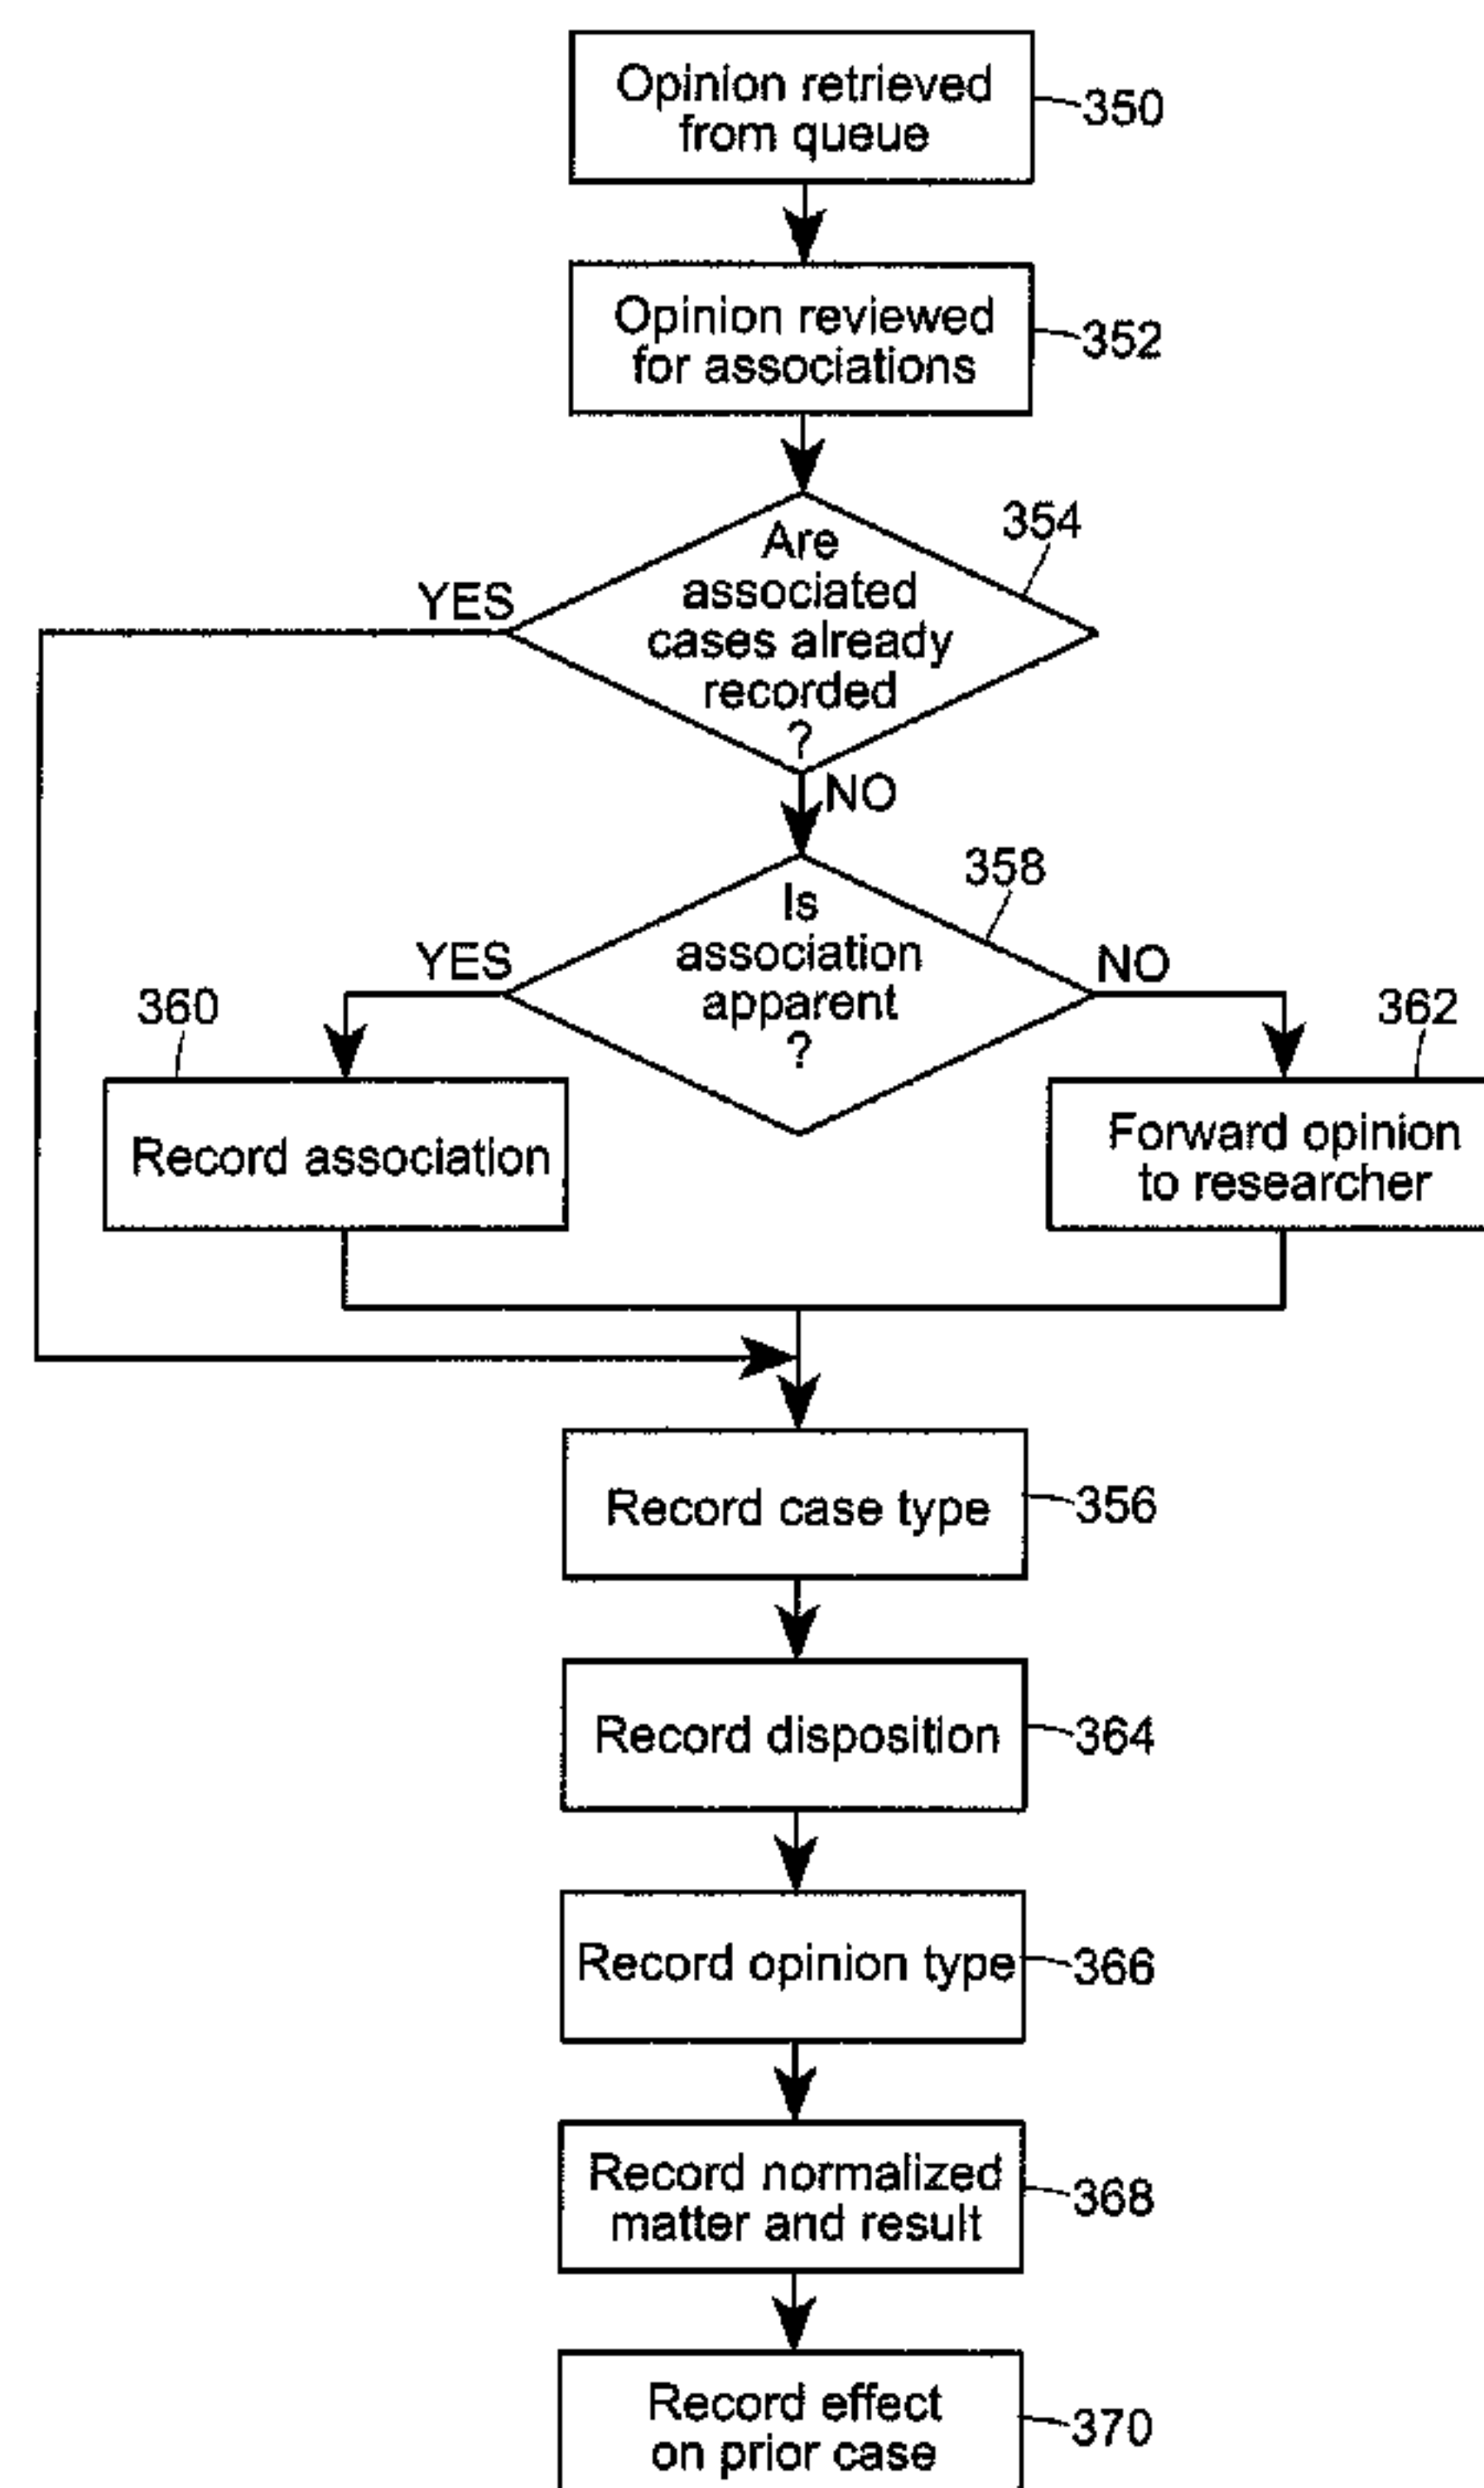 Opinion retrieved
from queue
350
Opinion reviewed
for associations
352
Are
associated
cases already
recorded
?
354
YES
NO
Is
association
apparent
?
358
YES
NO
360
Record association
362
Forward opinion
to researcher
Record case type
356
Record disposition
364
Record opinion type
366
Record normalized
matter and result
368
Record effect
on prior case
370